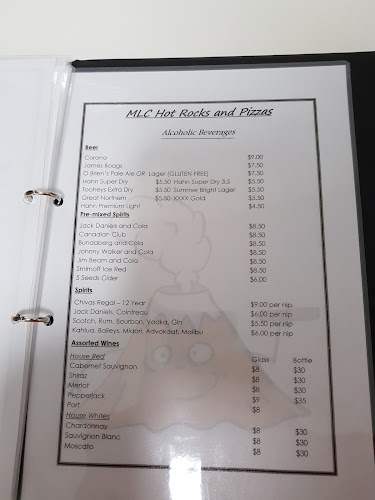 MLC Hot Rocks and Pizzas
Alcoholic Beverages
Beer
Corona $9.00
James Boags $7.50
O Brien's Pale Ale OR Lager (GLUTEN FREE) $7.50
Hahn Super Dry $5.50 Hahn Super Dry 3.5 $5.50
Tooheys Extra Dry $5.50 Summer Bright Lager $5.50
Great Northern $5.50 XXXX Gold $5.50
Hahn Premium Light $4.50
Pre-mixed Spirits
Jack Daniels and Cola $8.50
Canadian Club $8.50
Bundaberg and Cola $8.50
Johnny Walker and Cola $8.50
Jim Beam and Cola $8.50
Smirnoff Ice Red $8.50
5 Seeds Cider $6.00
Spirits
Chivas Regal – 12 Year $9.00 per nip
Jack Daniels, Cointreau $6.00 per nip
Scotch, Rum, Bourbon, Vodka, Gin $5.50 per nip
Kahlua, Baileys, Midori, Advokaat, Malibu $6.00 per nip
Assorted Wines
House Red Glass Bottle
Cabernet Sauvignon $8 $30
Shiraz $8 $30
Merlot $8 $30
Pepperjack $9 $35
Port $8
House Whites
Chardonnay $8 $30
Sauvignon Blanc $8 $30
Moscato $8 $30